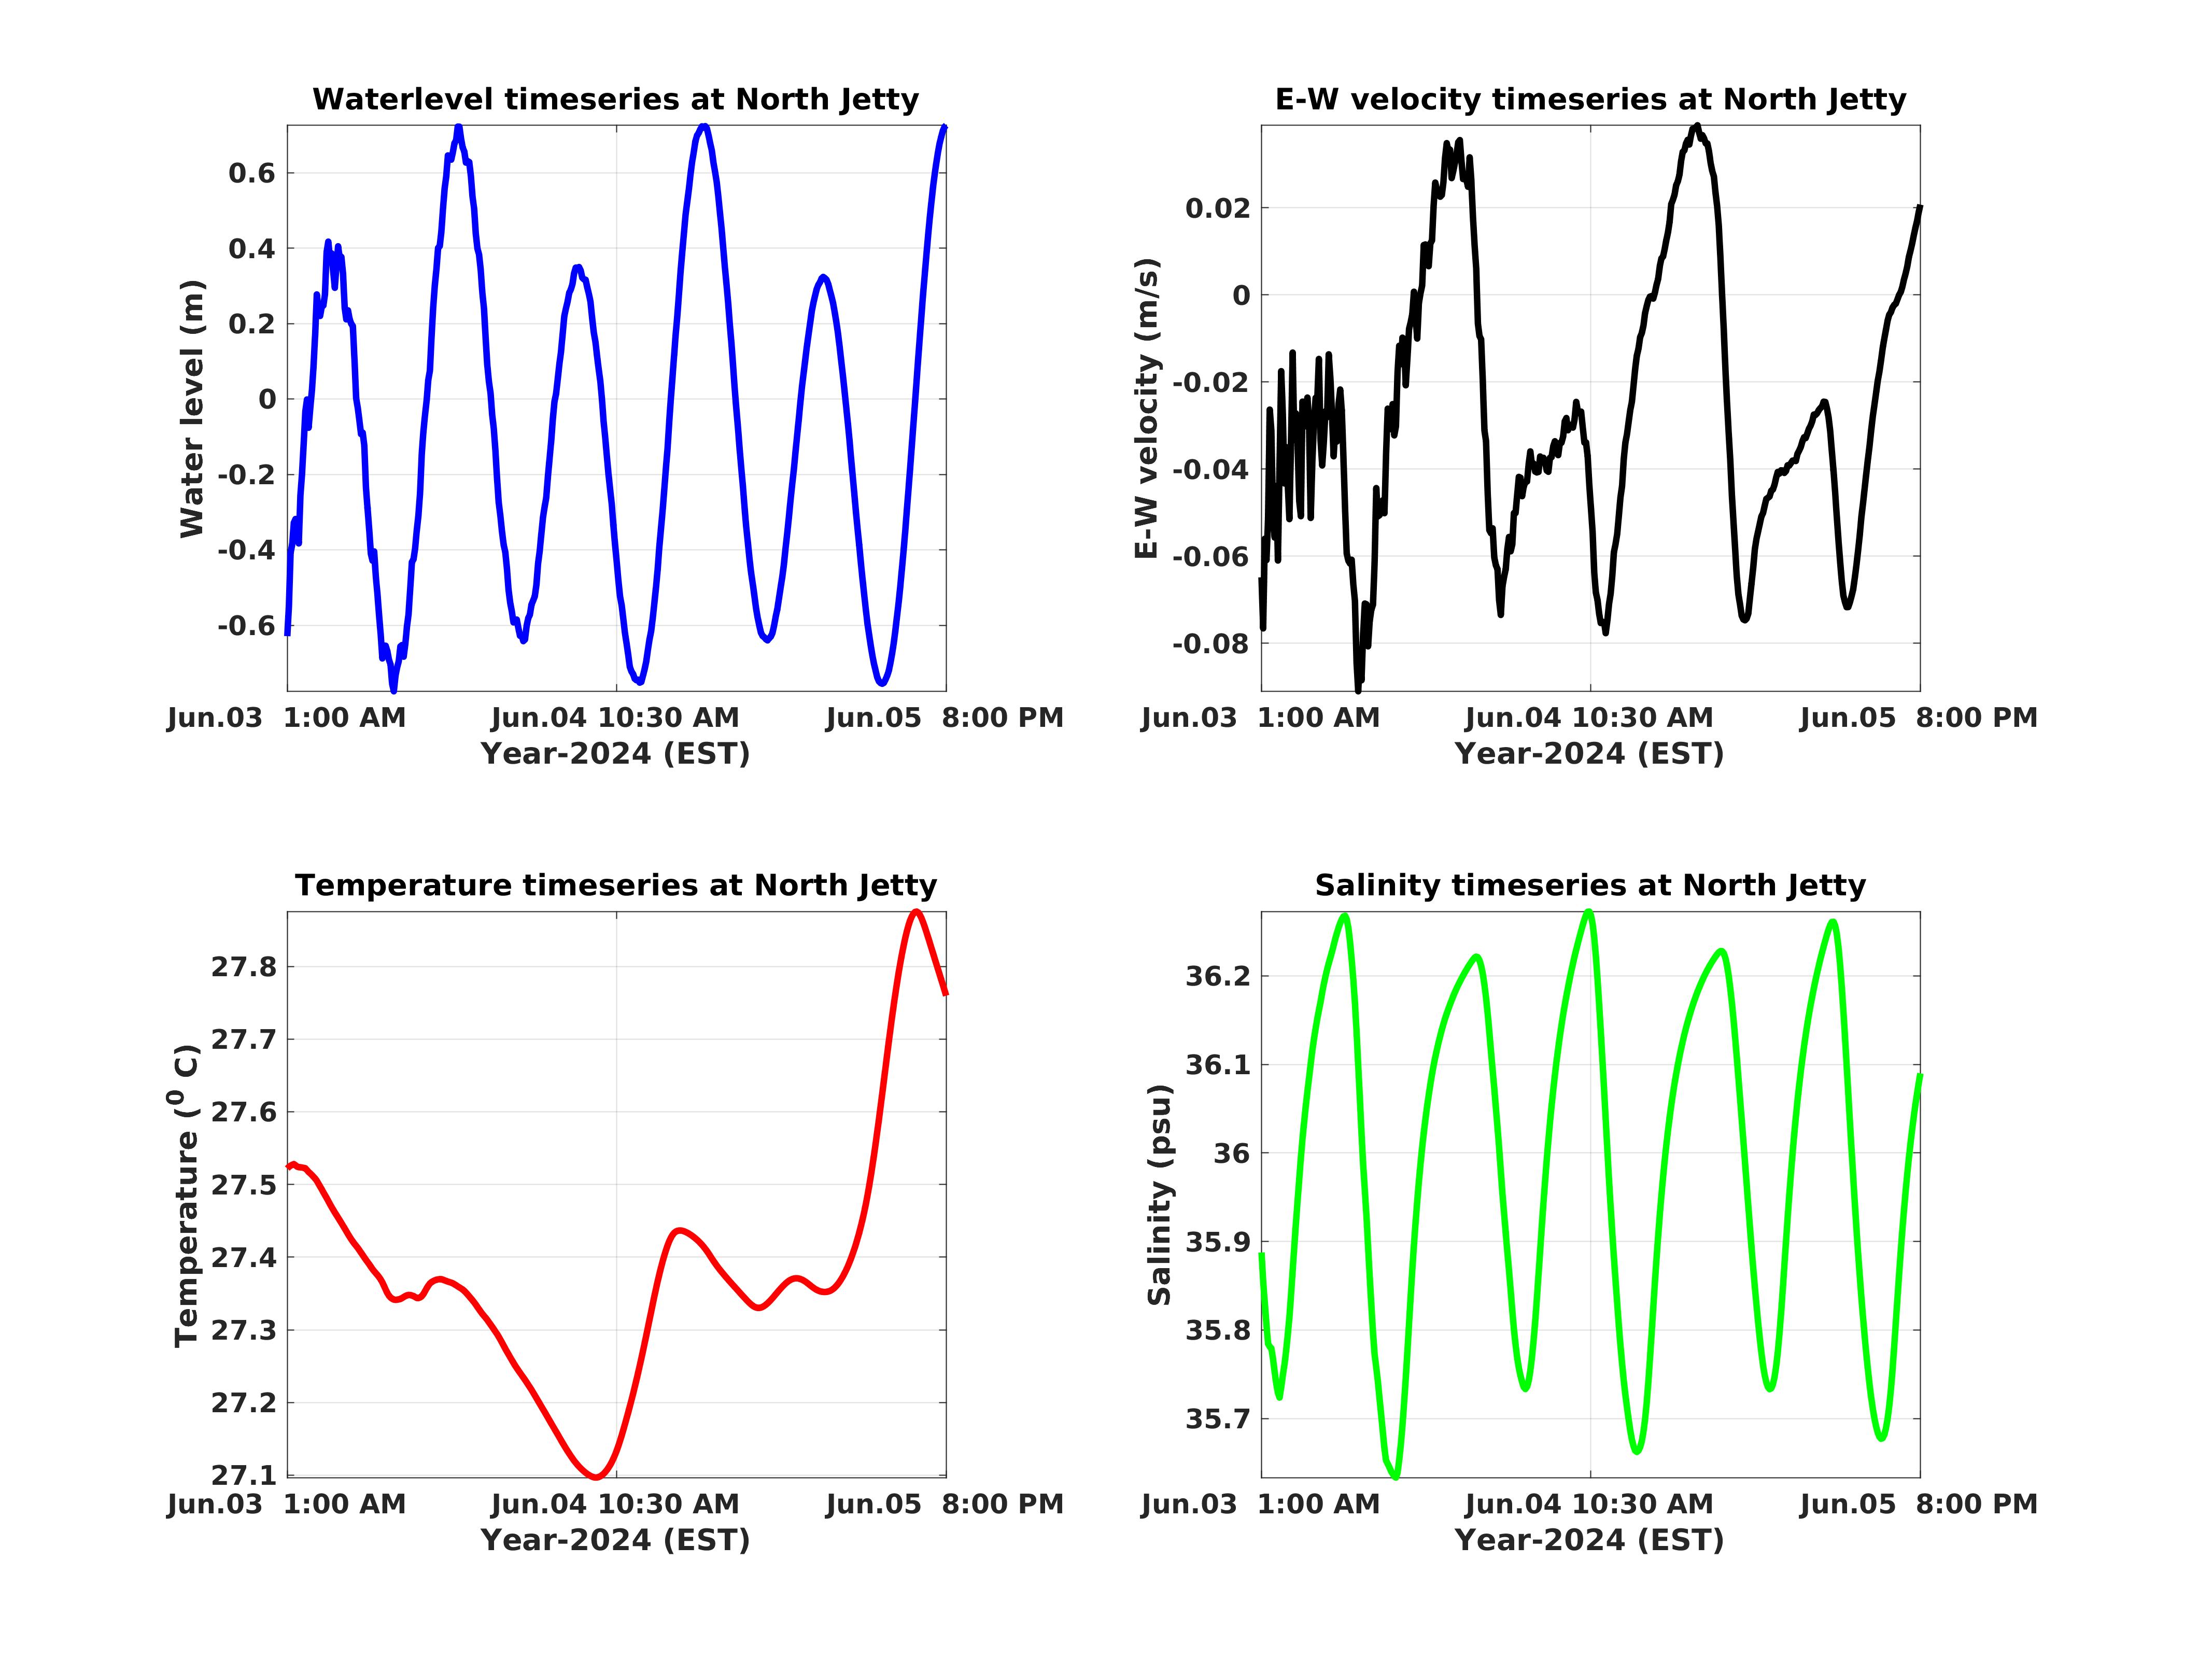 Waterlevel timeseries at North Jetty
Water level (m)
0.6
0.4
0.2
0
-0.2
-0.4
-0.6
Jun.03 1:00 AM
Jun.04 10:30 AM
Jun.05 8:00 PM
Year-2024 (EST)
E-W velocity timeseries at North Jetty
E-W velocity (m/s)
0.02
0
-0.02
-0.04
-0.06
-0.08
Jun.03 1:00 AM
Jun.04 10:30 AM
Jun.05 8:00 PM
Year-2024 (EST)
Temperature timeseries at North Jetty
Temperature (⁰ C)
27.8
27.7
27.6
27.5
27.4
27.3
27.2
27.1
Jun.03 1:00 AM
Jun.04 10:30 AM
Jun.05 8:00 PM
Year-2024 (EST)
Salinity timeseries at North Jetty
Salinity (psu)
36.2
36.1
36
35.9
35.8
35.7
Jun.03 1:00 AM
Jun.04 10:30 AM
Jun.05 8:00 PM
Year-2024 (EST)